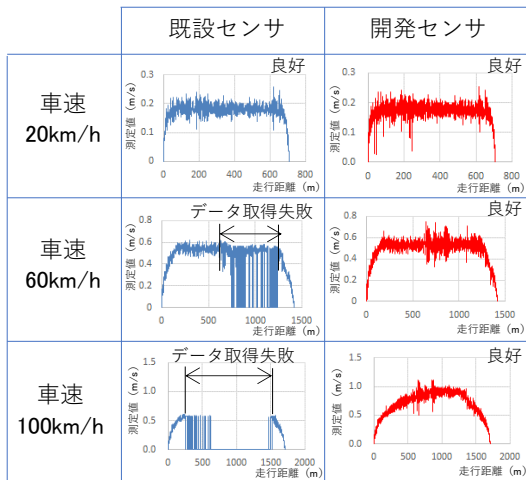 既設センサ
開発センサ
車速
20km/h
良好
測定値（m/s）
0.3
0.2
0.1
0
0 200 400 600 800
走行距離（m）
良好
測定値（m/s）
0.3
0.2
0.1
0
0 200 400 600 800
走行距離（m）
車速
60km/h
データ取得失敗
測定値（m/s）
0.8
0.6
0.4
0.2
0.0
0 500 1000 1500
走行距離（m）
良好
測定値（m/s）
0.8
0.6
0.4
0.2
0
0 500 1000 1500
走行距離（m）
車速
100km/h
データ取得失敗
測定値（m/s）
1.5
1.0
0.5
0.0
0 500 1000 1500 2000
走行距離（m）
良好
測定値（m/s）
1.5
1
0.5
0
0 500 1000 1500 2000
走行距離（m）